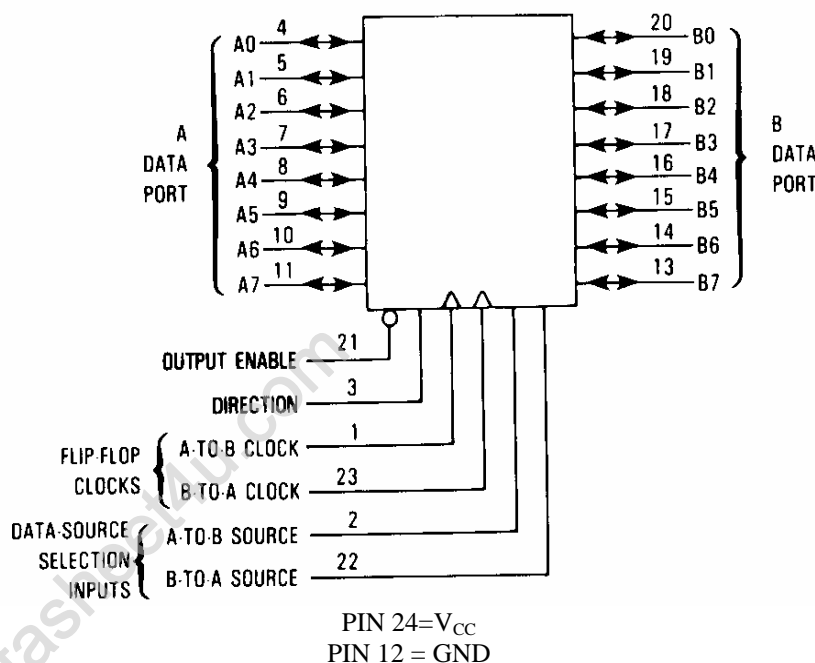 4
A0
5
A1
6
A2
7
A3
8
A4
9
A5
10
A6
11
A7
A
DATA
PORT
20
B0
19
B1
18
B2
17
B3
16
B4
15
B5
14
B6
13
B7
B
DATA
PORT
OUTPUT ENABLE 21
DIRECTION 3
FLIP-FLOP
CLOCKS
A-TO-B CLOCK 1
B-TO-A CLOCK 23
DATA-SOURCE
SELECTION
INPUTS
A-TO-B SOURCE 2
B-TO-A SOURCE 22
PIN 24=VCC
PIN 12 = GND
tasheet4u.com